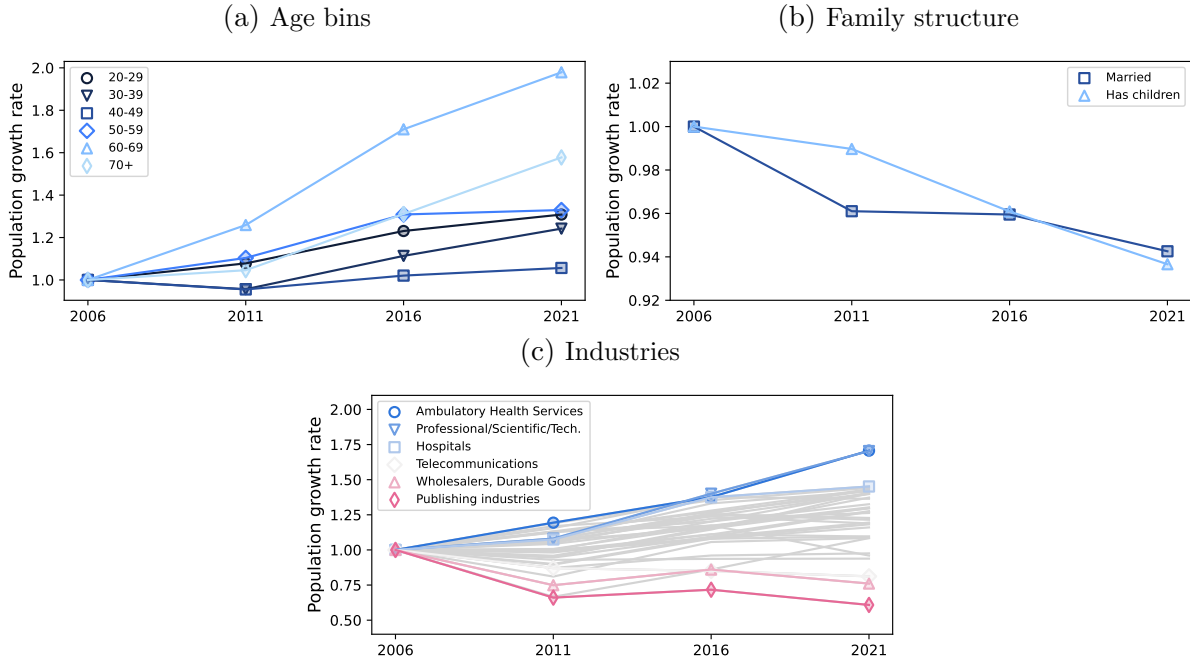 (a) Age bins
Population growth rate
2.0
1.8
1.6
1.4
1.2
1.0
20-29
30-39
40-49
50-59
60-69
70+
2006 2011 2016 2021
(b) Family structure
Population growth rate
1.02
1.00
0.98
0.96
0.94
0.92
Married
Has children
2006 2011 2016 2021
(c) Industries
Population growth rate
2.00
1.75
1.50
1.25
1.00
0.75
0.50
Ambulatory Health Services
Professional/Scientific/Tech.
Hospitals
Telecommunications
Wholesalers, Durable Goods
Publishing industries
2006 2011 2016 2021